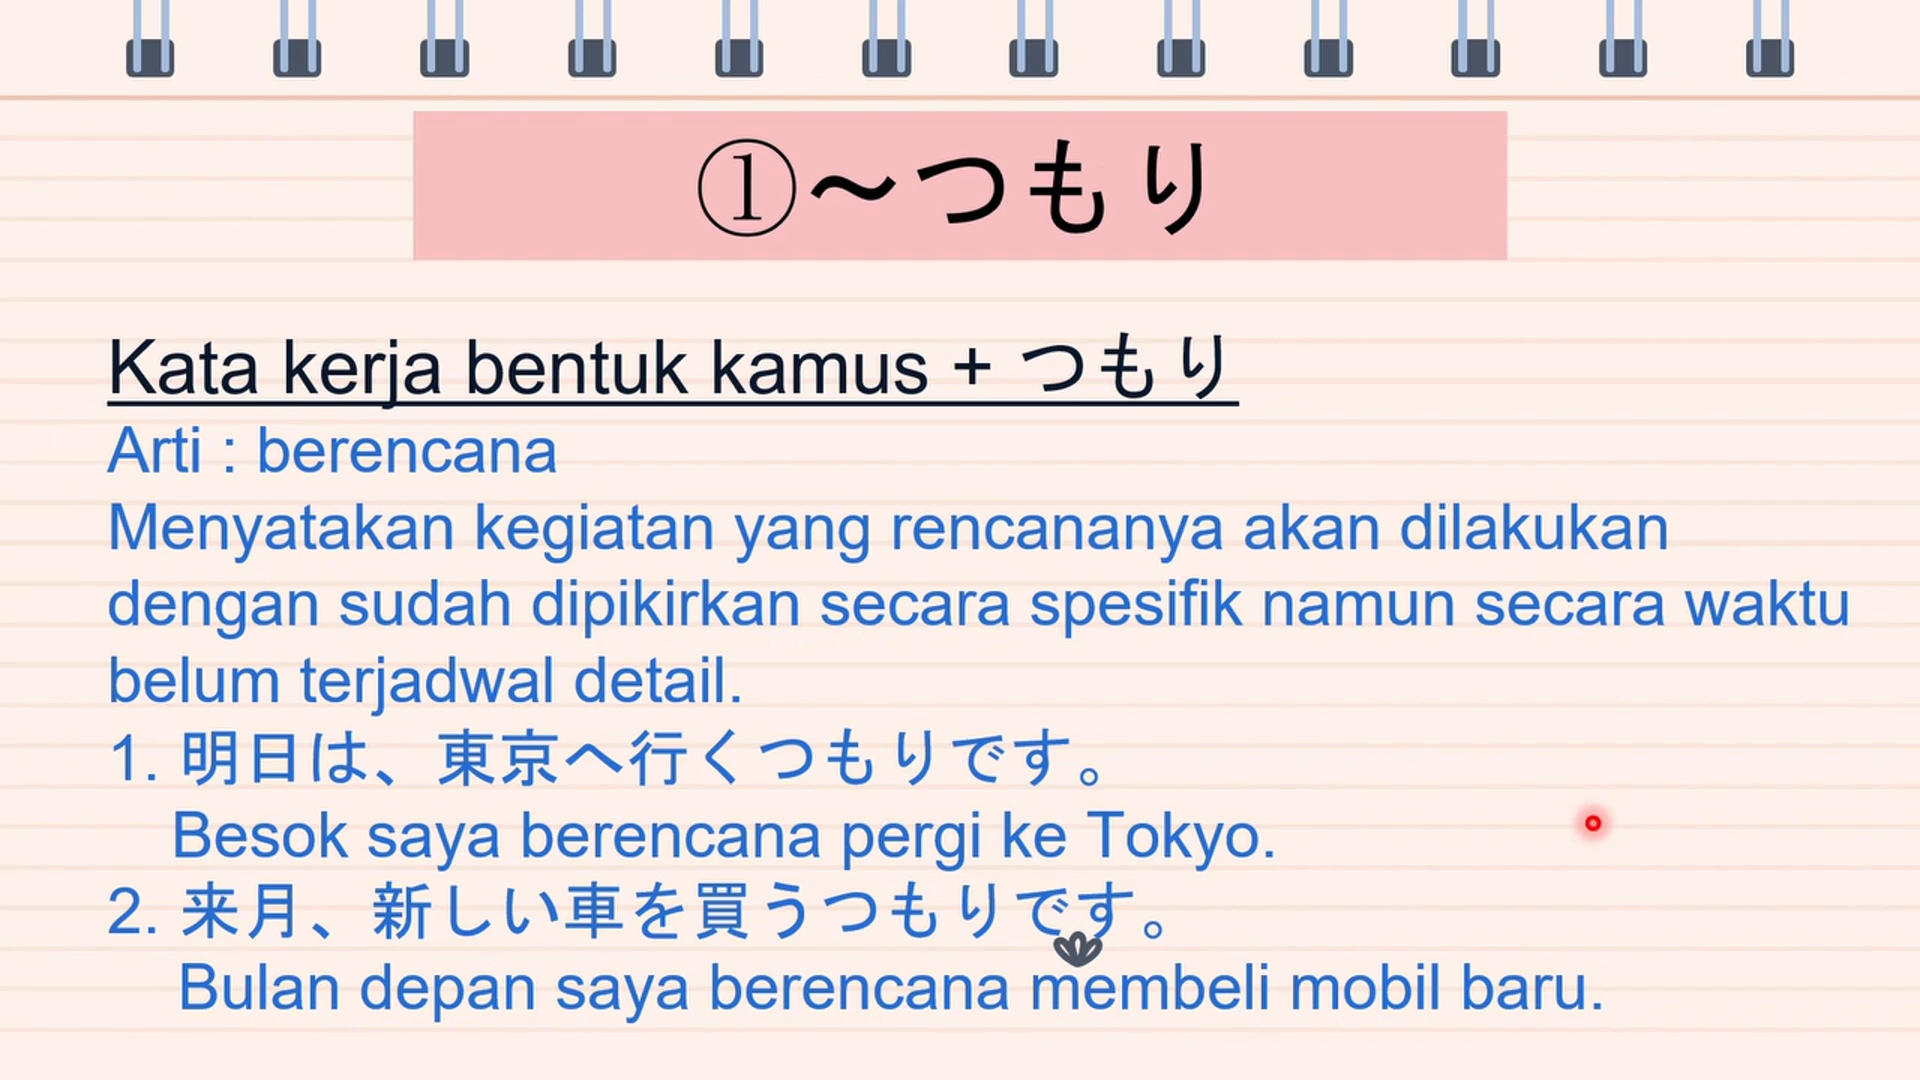 ①～つもり
Kata kerja bentuk kamus + つもり
Arti : berencana
Menyatakan kegiatan yang rencananya akan dilakukan
dengan sudah dipikirkan secara spesifik namun secara waktu
belum terjadwal detail.
1. 明日は、東京へ行くつもりです。
Besok saya berencana pergi ke Tokyo.
2. 来月、新しい車を買うつもりです。
Bulan depan saya berencana membeli mobil baru.